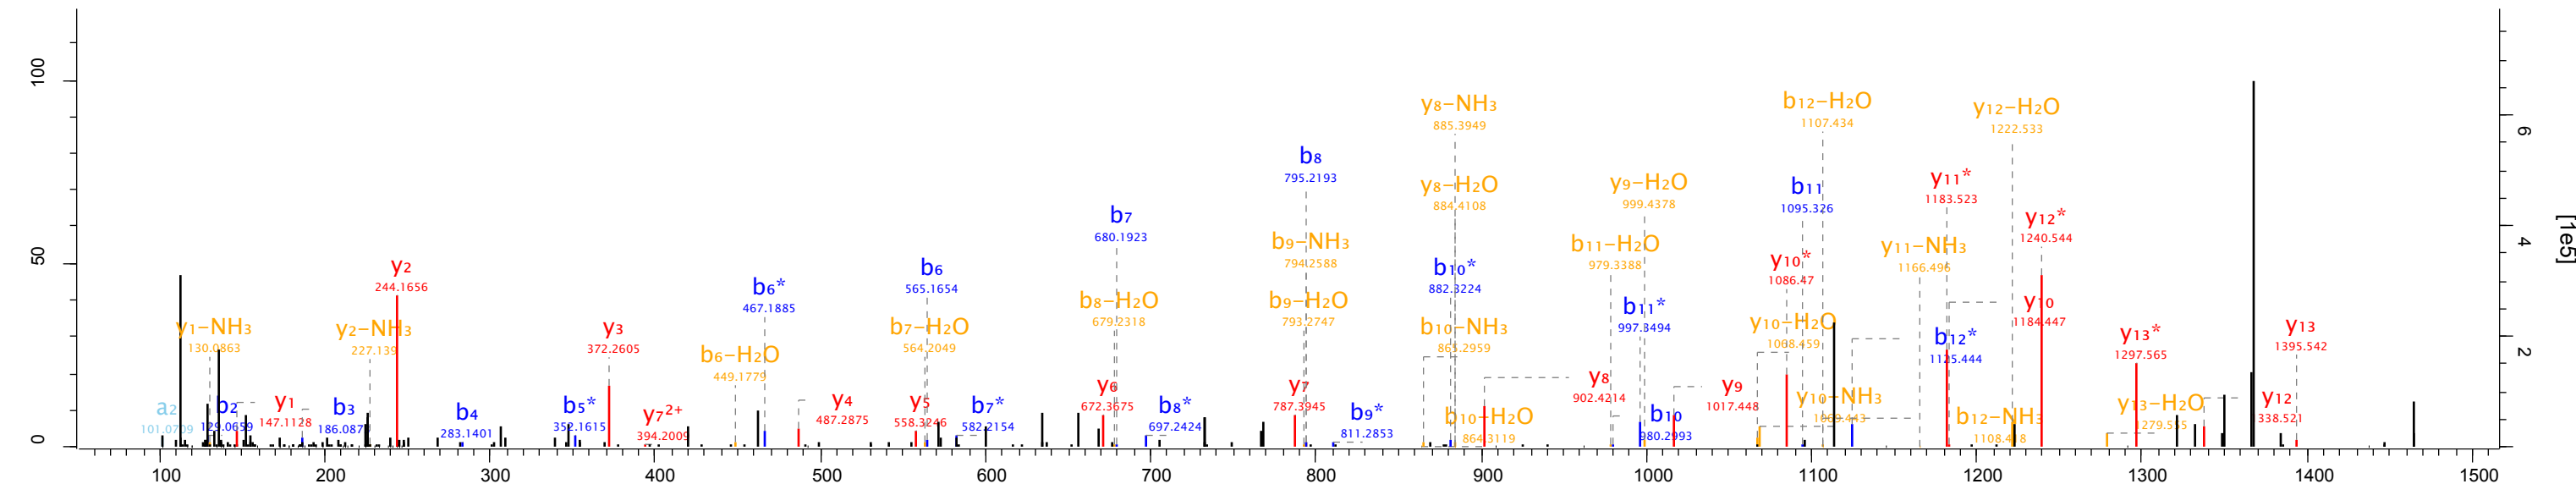 100
50
0
6
4
2
[1e5]
a₂
101.0709
y₁–NH₃
130.0863
b₂
129.0659
y₁
147.1128
b₃
186.087
y₂–NH₃
227.139
y₂
244.1656
b₄
283.1401
b₅*
352.1615
y₃
372.2605
y₇²⁺
394.2009
b₆–H₂O
449.1779
b₆*
467.1885
y₄
487.2875
y₅
558.3246
b₇–H₂O
564.2049
b₆
565.1654
b₇*
582.2154
y₆
672.3675
b₈–H₂O
679.2318
b₇
680.1923
b₈*
697.2424
y₇
787.3945
b₉–H₂O
793.2747
b₉–NH₃
794.2588
b₈
795.2193
b₉*
811.2853
b₁₀–H₂O
864.3119
b₁₀–NH₃
865.2959
b₁₀*
882.3224
y₈–H₂O
884.4108
y₈–NH₃
885.3949
y₈
902.4214
b₁₁–H₂O
979.3388
b₁₀
980.2993
b₁₁*
997.3494
y₉–H₂O
999.4378
y₉
1017.448
y₁₀–H₂O
1068.459
y₁₀–NH₃
1069.443
y₁₀*
1086.47
b₁₁
1095.326
b₁₂–H₂O
1107.434
b₁₂–NH₃
1108.418
b₁₂*
1125.444
y₁₁–NH₃
1166.496
y₁₁*
1183.523
y₁₀
1184.447
y₁₂–H₂O
1222.533
y₁₂*
1240.544
y₁₃–H₂O
1279.555
y₁₃*
1297.565
y₁₂
338.521
y₁₃
1395.542
100 200 300 400 500 600 700 800 900 1000 1100 1200 1300 1400 1500